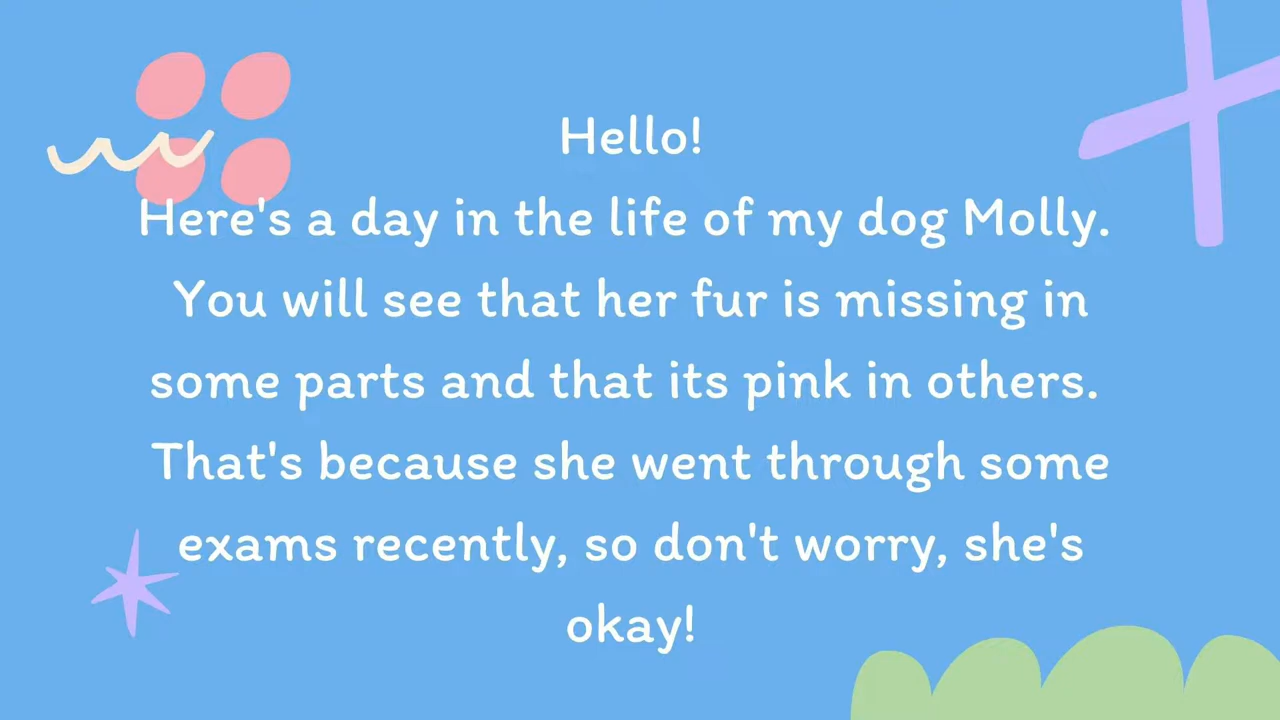 Hello!
Here's a day in the life of my dog Molly.
You will see that her fur is missing in
some parts and that its pink in others.
That's because she went through some
exams recently, so don't worry, she's
okay!